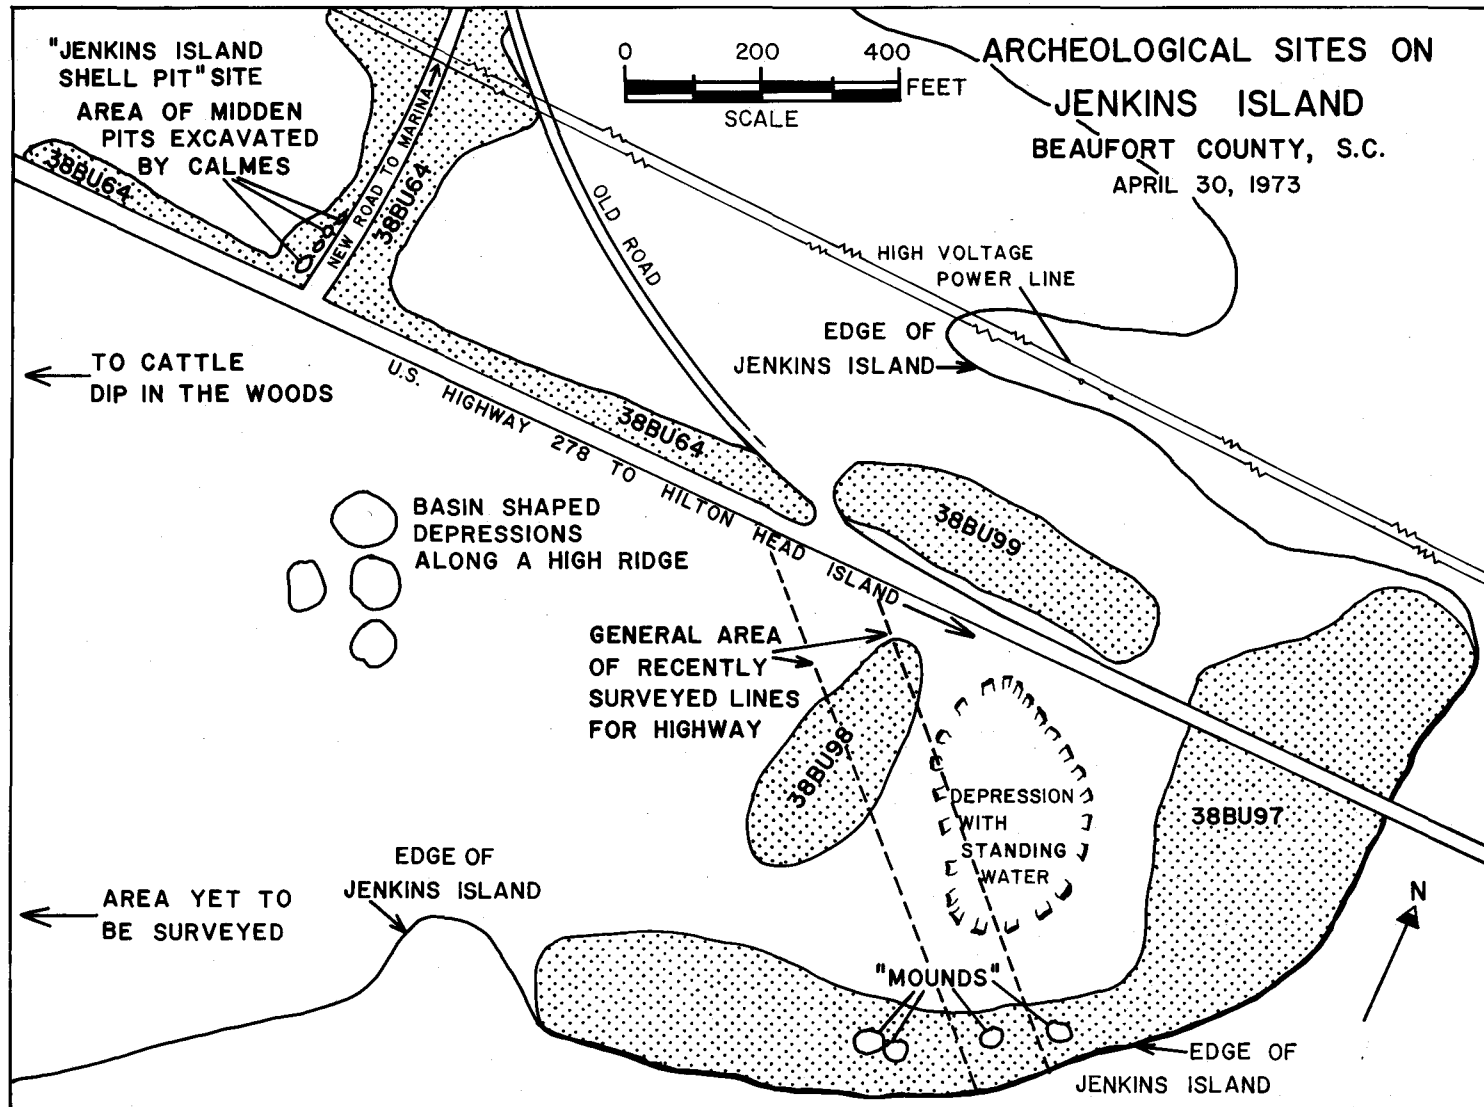 "JENKINS ISLAND
SHELL PIT" SITE
AREA OF MIDDEN
PITS EXCAVATED
BY CALMES
0 200 400
FEET
SCALE
ARCHEOLOGICAL SITES ON
JENKINS ISLAND
BEAUFORT COUNTY, S.C.
APRIL 30, 1973
38BU64
NEW ROAD TO MARINA
38BU64
OLD ROAD
HIGH VOLTAGE
POWER LINE
EDGE OF
JENKINS ISLAND
TO CATTLE
DIP IN THE WOODS
U.S. HIGHWAY 278 TO HILTON HEAD ISLAND
38BU64
BASIN SHAPED
DEPRESSIONS
ALONG A HIGH RIDGE
38BU99
GENERAL AREA
OF RECENTLY
SURVEYED LINES
FOR HIGHWAY
38BU98
DEPRESSION
WITH
STANDING
WATER
38BU97
EDGE OF
JENKINS ISLAND
AREA YET TO
BE SURVEYED
N
"MOUNDS"
EDGE OF
JENKINS ISLAND